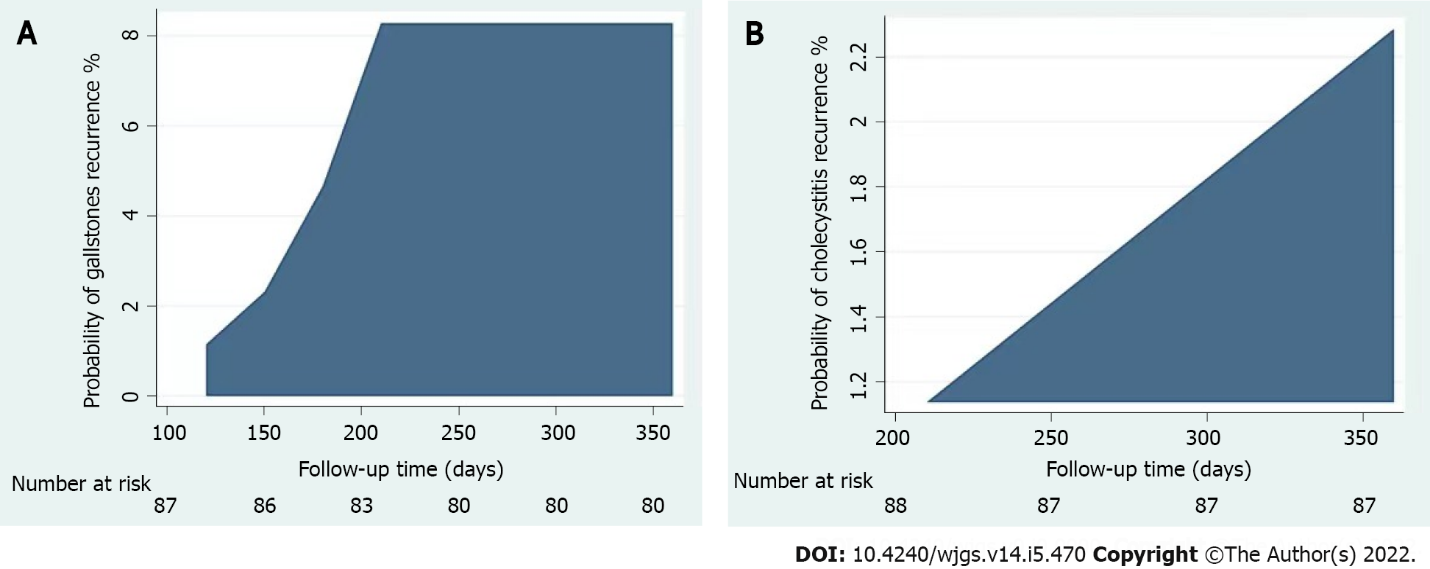 A
Probability of gallstones recurrence %
8
6
4
2
0
100 150 200 250 300 350
Follow-up time (days)
Number at risk
87 86 83 80 80 80
B
Probability of cholecystitis recurrence %
2.2
2
1.8
1.6
1.4
1.2
200 250 300 350
Follow-up time (days)
Number at risk
88 87 87 87
DOI: 10.4240/wjgs.v14.i5.470 Copyright ©The Author(s) 2022.